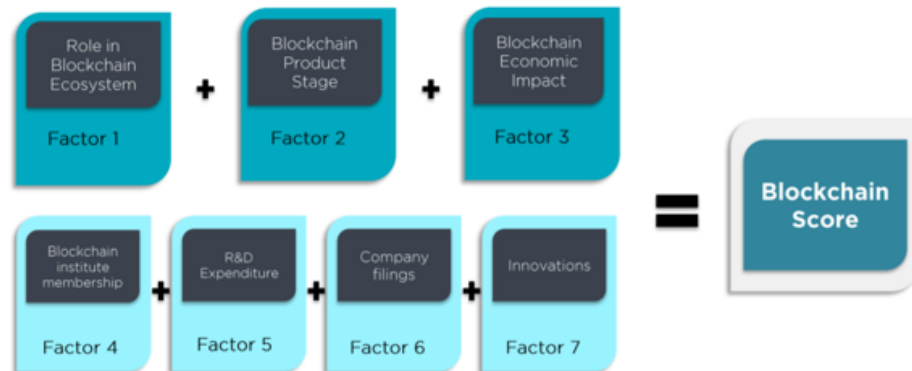 Role in
Blockchain
Ecosystem
Factor 1
+
Blockchain
Product
Stage
Factor 2
+
Blockchain
Economic
Impact
Factor 3
Blockchain
institute
membership
Factor 4
+
R&D
Expenditure
Factor 5
+
Company
filings
Factor 6
+
Innovations
Factor 7
=
Blockchain
Score